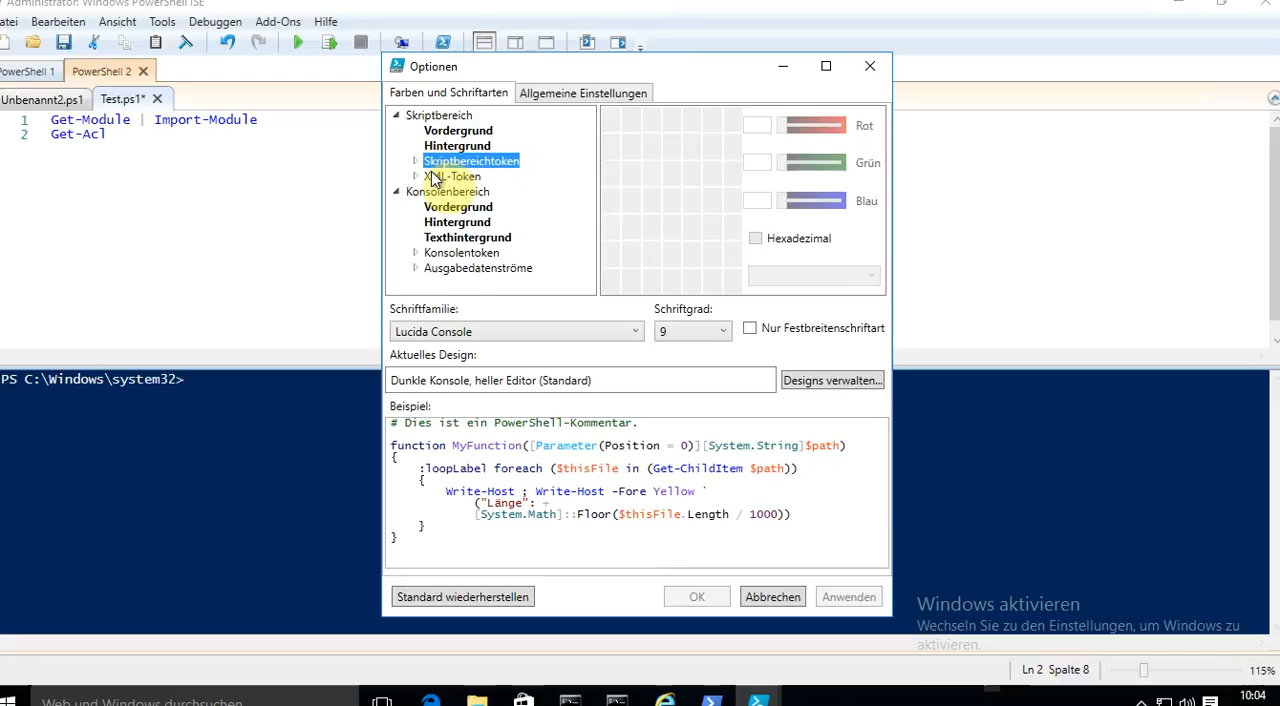 Administrator: Windows PowerShell ISE
atei Bearbeiten Ansicht Tools Debuggen Add-Ons Hilfe
PowerShell 1 PowerShell 2
Unbenannt2.ps1 Test.ps1*
1 Get-Module | Import-Module
2 Get-Acl
Optionen
Farben und Schriftarten Allgemeine Einstellungen
Skriptbereich
Vordergrund
Hintergrund
Skriptbereichtoken
XML-Token
Konsolenbereich
Vordergrund
Hintergrund
Texthintergrund
Konsolentoken
Ausgabedatenströme
Rot
Grün
Blau
Hexadezimal
Schriftfamilie: Schriftgrad:
Lucida Console 9 Nur Festbreitenschriftart
Aktuelles Design:
Dunkle Konsole, heller Editor (Standard) Designs verwalten...
Beispiel:
# Dies ist ein PowerShell-Kommentar.
function MyFunction([Parameter(Position = 0)][System.String]$path)
{
:loopLabel foreach ($thisFile in (Get-ChildItem $path))
{
Write-Host ; Write-Host -Fore Yellow `
("Länge": +
[System.Math]::Floor($thisFile.Length / 1000))
}
}
Standard wiederherstellen OK Abbrechen Anwenden
PS C:\Windows\system32>
Windows aktivieren
Wechseln Sie zu den Einstellungen, um Windows zu
aktivieren.
Ln 2 Spalte 8 115%
Web und Windows durchsuchen
10:04